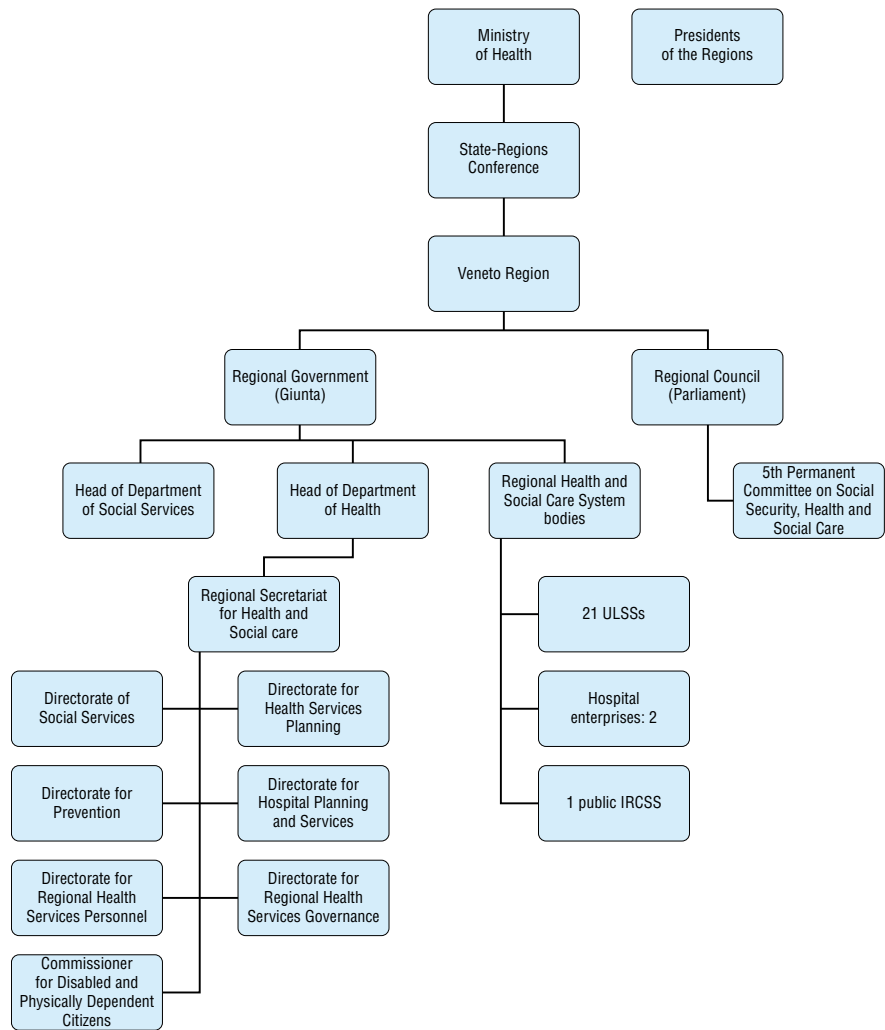 Ministry
of Health
Presidents
of the Regions
State-Regions
Conference
Veneto Region
Regional Government
(Giunta)
Regional Council
(Parliament)
Head of Department
of Social Services
Head of Department
of Health
Regional Health and
Social Care System
bodies
5th Permanent
Committee on Social
Security, Health and
Social Care
Regional Secretariat
for Health and
Social care
21 ULSSs
Directorate of
Social Services
Directorate for
Health Services
Planning
Hospital
enterprises: 2
Directorate for
Prevention
Directorate for
Hospital Planning
and Services
1 public IRCSS
Directorate for
Regional Health
Services Personnel
Directorate for
Regional Health
Services Governance
Commissioner
for Disabled and
Physically Dependent
Citizens